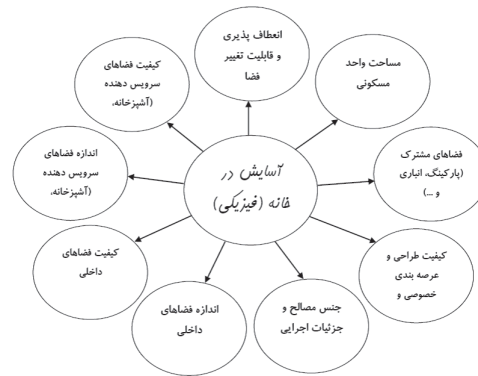 انعطاف پذیری
و قابلیت تغییر
فضا
مساحت واحد
مسکونی
فضاهای مشترک
(پارکینگ، انباری
و ...)
کیفیت طراحی و
عرصه بندی
خصوصی و
جنس مصالح و
جزئیات اجرایی
اندازه فضاهای
داخلی
کیفیت فضاهای
داخلی
اندازه فضاهای
سرویس دهنده
(آشپزخانه،
کیفیت فضاهای
سرویس دهنده
(آشپزخانه،
آسایش در
خانه (فیزیکی)